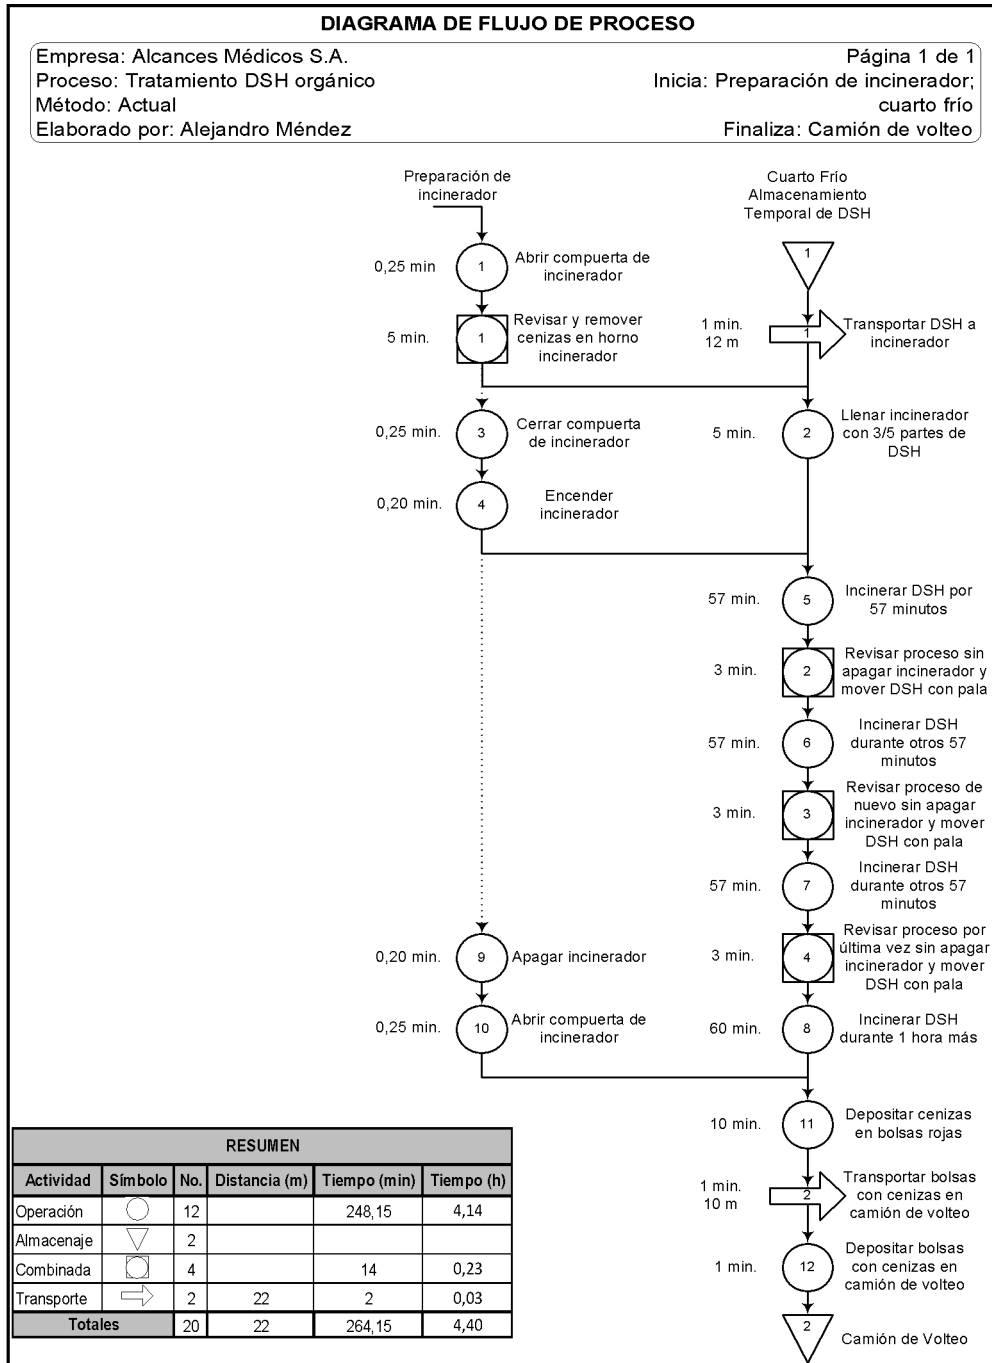 DIAGRAMA DE FLUJO DE PROCESO
Empresa: Alcances Médicos S.A.
Página 1 de 1
Proceso: Tratamiento DSH orgánico
Inicia: Preparación de incinerador;
Método: Actual
cuarto frío
Elaborado por: Alejandro Méndez
Finaliza: Camión de volteo
Preparación de
incinerador
Cuarto Frío
Almacenamiento
Temporal de DSH
0,25 min
1
Abrir compuerta de
incinerador
1
5 min.
1
Revisar y remover
cenizas en horno
incinerador
1 min.
12 m
1
Transportar DSH a
incinerador
0,25 min.
3
Cerrar compuerta
de incinerador
5 min.
2
Llenar incinerador
con 3/5 partes de
DSH
0,20 min.
4
Encender
incinerador
57 min.
5
Incinerar DSH por
57 minutos
3 min.
2
Revisar proceso sin
apagar incinerador y
mover DSH con pala
57 min.
6
Incinerar DSH
durante otros 57
minutos
3 min.
3
Revisar proceso de
nuevo sin apagar
incinerador y mover
DSH con pala
57 min.
7
Incinerar DSH
durante otros 57
minutos
0,20 min.
9
Apagar incinerador
3 min.
4
Revisar proceso por
última vez sin apagar
incinerador y mover
DSH con pala
0,25 min.
10
Abrir compuerta de
incinerador
60 min.
8
Incinerar DSH
durante 1 hora más
10 min.
11
Depositar cenizas
en bolsas rojas
1 min.
10 m
2
Transportar bolsas
con cenizas en
camión de volteo
1 min.
12
Depositar bolsas
con cenizas en
camión de volteo
2
Camión de Volteo
RESUMEN
Actividad Símbolo No. Distancia (m) Tiempo (min) Tiempo (h)
Operación 12 248,15 4,14
Almacenaje 2
Combinada 4 14 0,23
Transporte 2 22 2 0,03
Totales 20 22 264,15 4,40